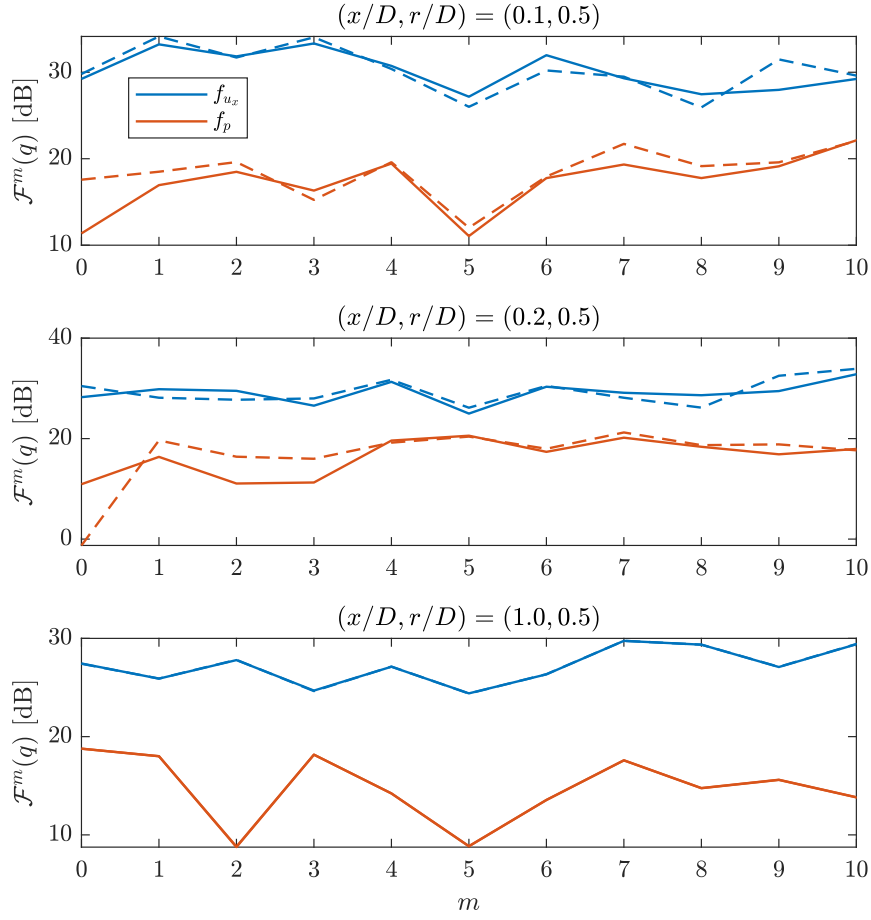 (x/D, r/D) = (0.1, 0.5)
𝓕ᵐ(q) [dB]
30
20
10
f_{u_x}
f_p
0 1 2 3 4 5 6 7 8 9 10
(x/D, r/D) = (0.2, 0.5)
𝓕ᵐ(q) [dB]
40
20
0
0 1 2 3 4 5 6 7 8 9 10
(x/D, r/D) = (1.0, 0.5)
𝓕ᵐ(q) [dB]
30
20
10
0 1 2 3 4 5 6 7 8 9 10
m